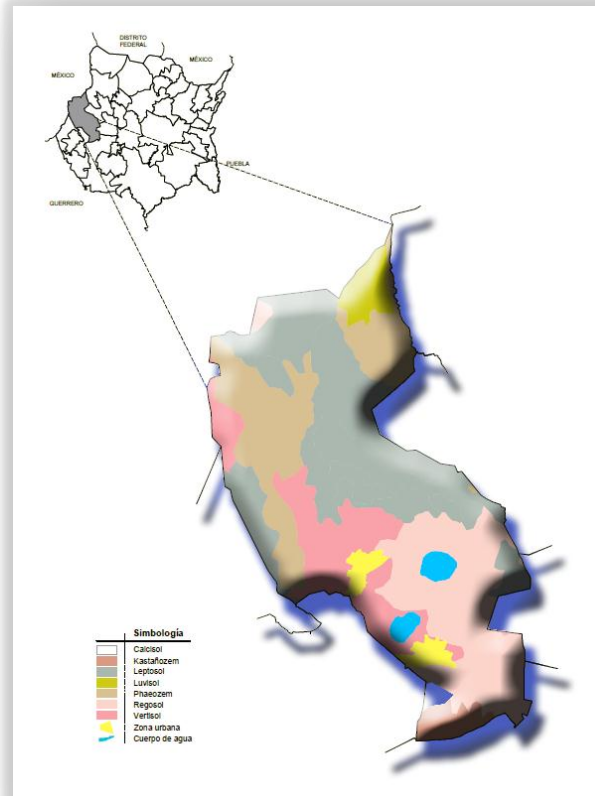 DISTRITO
FEDERAL
MÉXICO
MÉXICO
PUEBLA
GUERRERO
Simbología
Calcisol
Kastañozem
Leptosol
Luvisol
Phaeozem
Regosol
Vertisol
Zona urbana
Cuerpo de agua